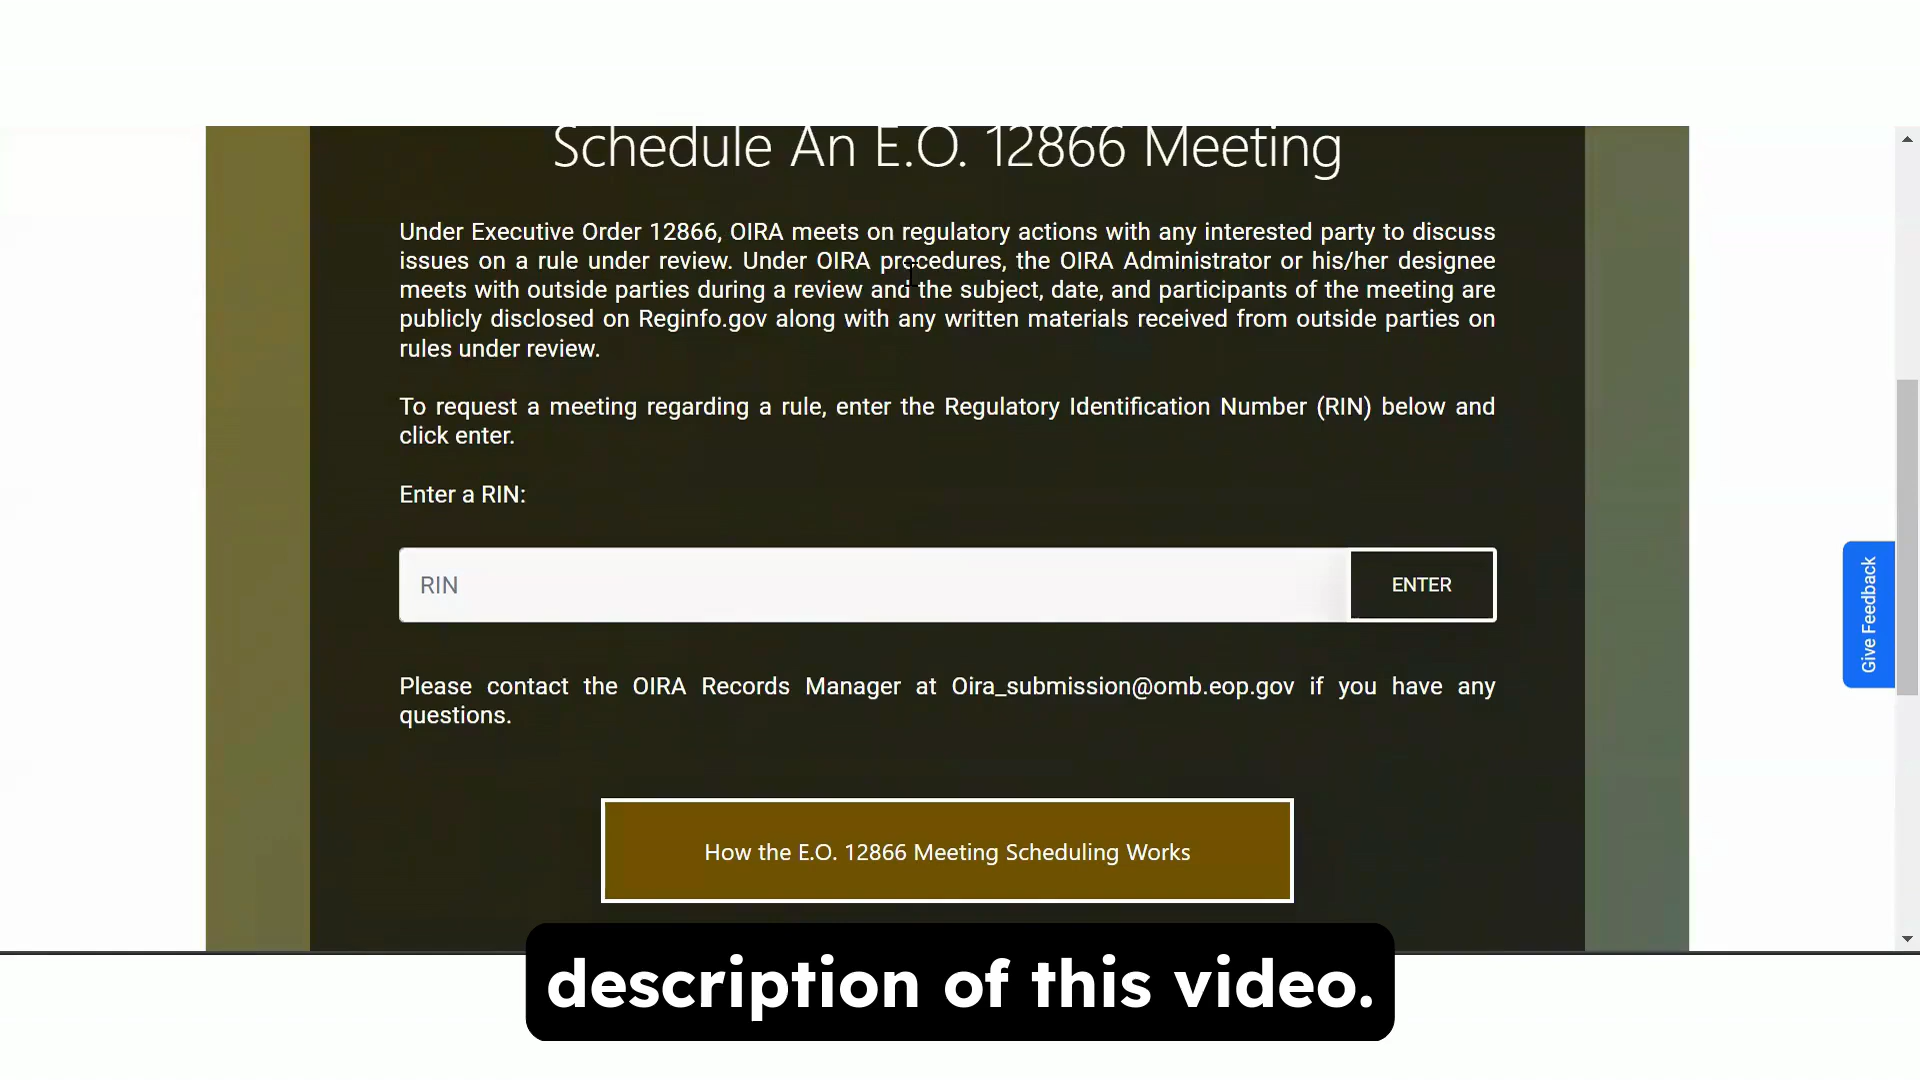 Schedule An E.O. 12866 Meeting
Under Executive Order 12866, OIRA meets on regulatory actions with any interested party to discuss
issues on a rule under review. Under OIRA procedures, the OIRA Administrator or his/her designee
meets with outside parties during a review and the subject, date, and participants of the meeting are
publicly disclosed on Reginfo.gov along with any written materials received from outside parties on
rules under review.
To request a meeting regarding a rule, enter the Regulatory Identification Number (RIN) below and
click enter.
Enter a RIN:
RIN
ENTER
Give Feedback
Please contact the OIRA Records Manager at Oira_submission@omb.eop.gov if you have any
questions.
How the E.O. 12866 Meeting Scheduling Works
description of this video.